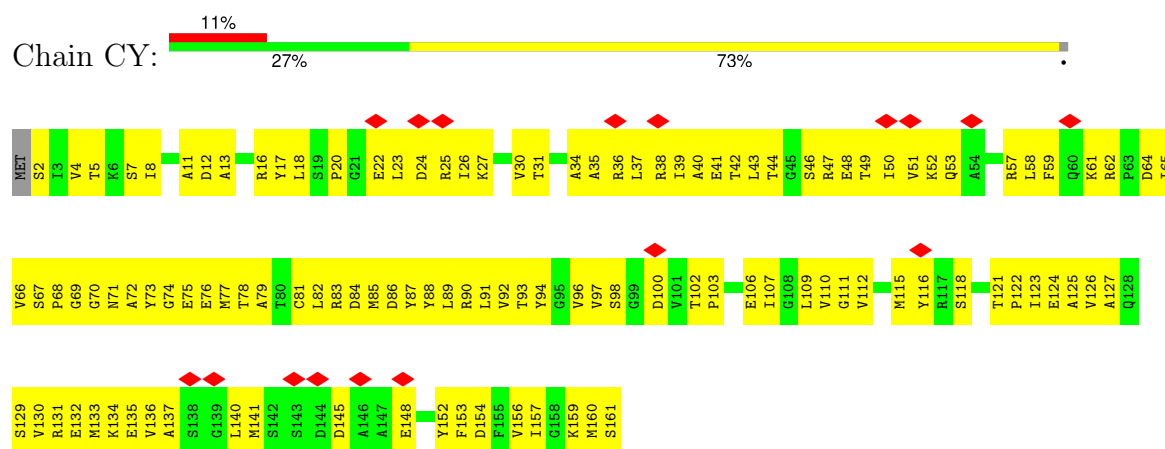 11%
Chain CY:
27% 73% •
MET S2 I3 V4 T5 K6 S7 I8 A11 D12 A13 R16 Y17 L18 S19 P20 G21 E22 L23 D24 R25 I26 K27 V30 T31 A34 A35 R36 L37 R38 I39 A40 E41 T42 L43 T44 G45 S46 R47 E48 T49 I50 V51 K52 Q53 A54 R57 L58 F59 Q60 K61 R62 P63 D64 I65
V66 S67 P68 G69 G70 N71 A72 Y73 G74 E75 E76 M77 T78 A79 T80 C81 L82 R83 D84 M85 D86 Y87 Y88 L89 R90 L91 V92 T93 Y94 G95 V96 V97 S98 G99 D100 V101 T102 P103 E106 I107 G108 L109 V110 G111 V112 M115 Y116 R117 S118 T121 P122 I123 E124 A125 V126 A127 Q128
S129 V130 R131 E132 M133 K134 E135 V136 A137 S138 G139 L140 M141 S142 S143 D144 D145 A146 A147 E148 Y152 F153 D154 F155 V156 I157 G158 K159 M160 S161